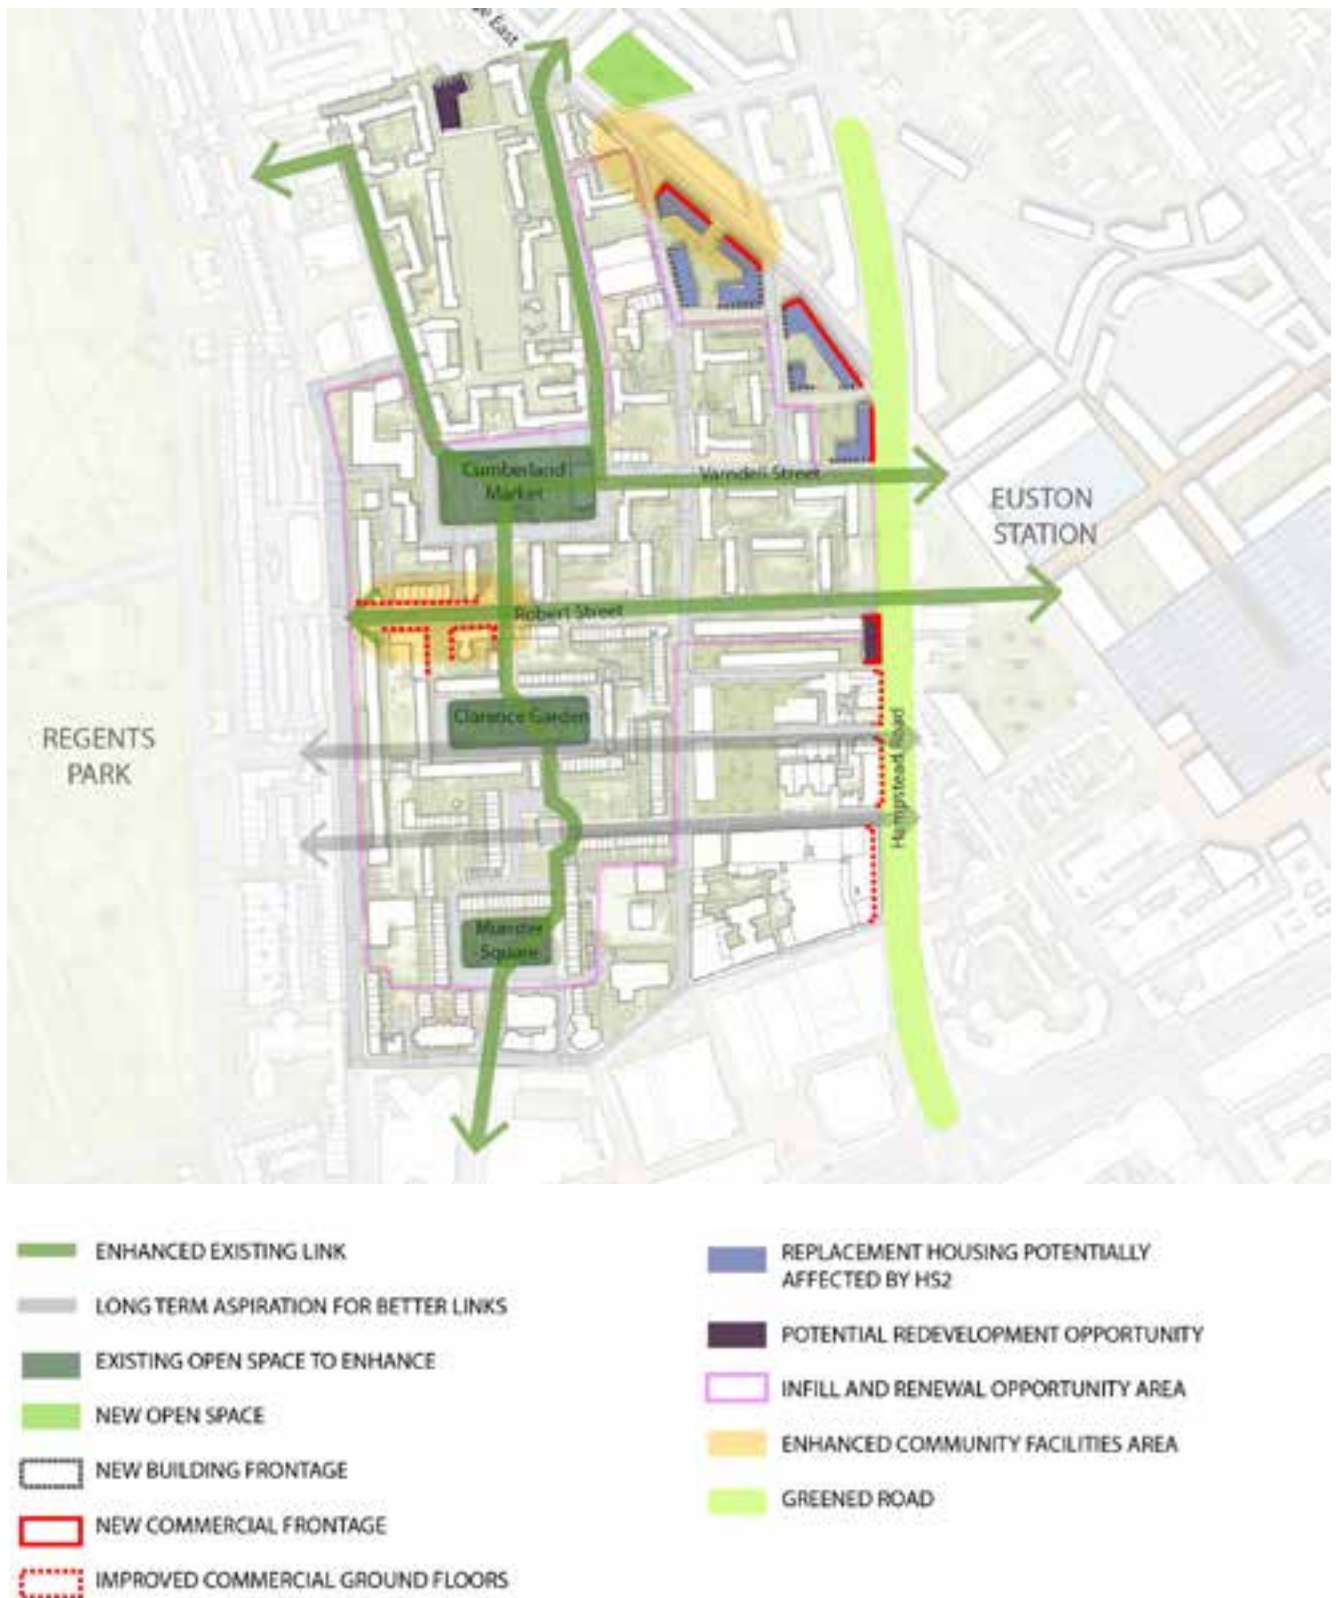 East
Cumberland
Market
Varndell Street
EUSTON
STATION
Robert Street
Clarence Garden
REGENTS
PARK
Hampstead Road
Munster
Square
ENHANCED EXISTING LINK
LONG TERM ASPIRATION FOR BETTER LINKS
EXISTING OPEN SPACE TO ENHANCE
NEW OPEN SPACE
NEW BUILDING FRONTAGE
NEW COMMERCIAL FRONTAGE
IMPROVED COMMERCIAL GROUND FLOORS
REPLACEMENT HOUSING POTENTIALLY
AFFECTED BY HS2
POTENTIAL REDEVELOPMENT OPPORTUNITY
INFILL AND RENEWAL OPPORTUNITY AREA
ENHANCED COMMUNITY FACILITIES AREA
GREENED ROAD